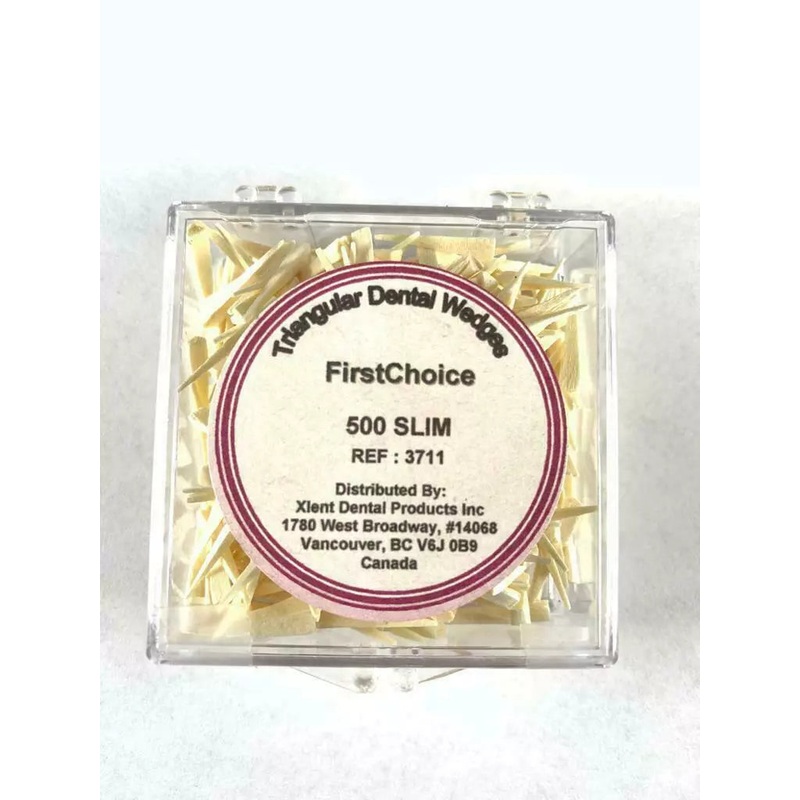 Triangular Dental Wedges
FirstChoice
500 SLIM
REF : 3711
Distributed By:
Xlent Dental Products Inc
1780 West Broadway, #14068
Vancouver, BC V6J 0B9
Canada